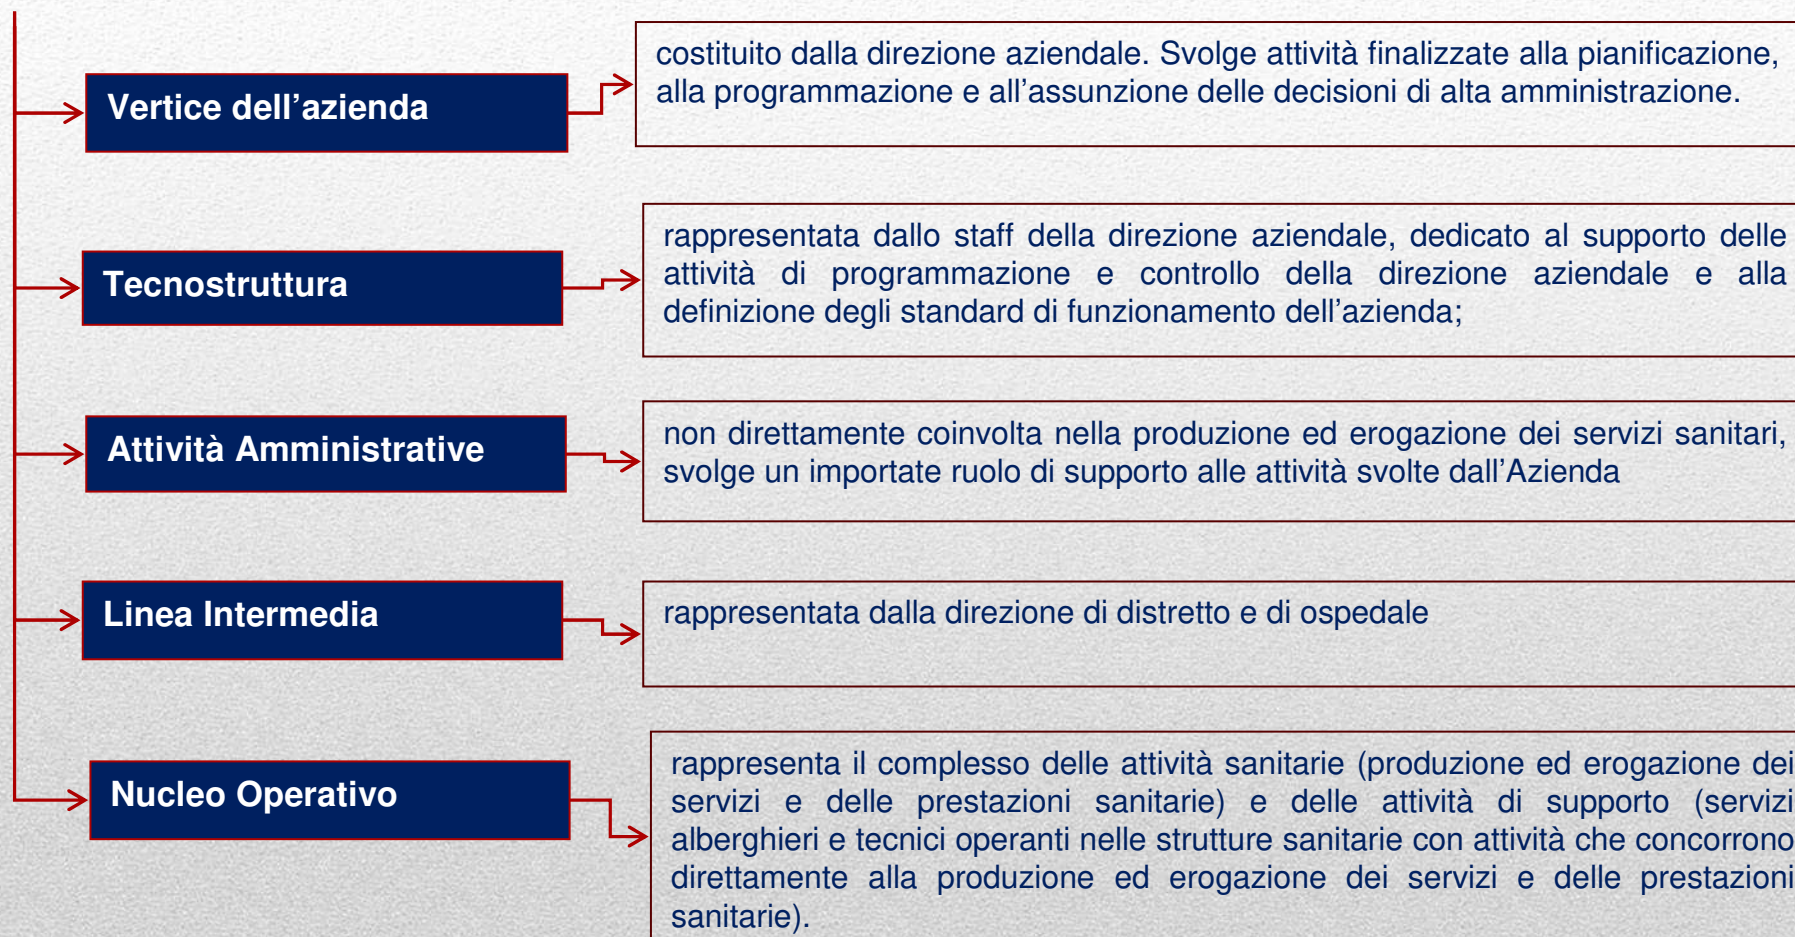 Vertice dell’azienda
costituito dalla direzione aziendale. Svolge attività finalizzate alla pianificazione,
alla programmazione e all’assunzione delle decisioni di alta amministrazione.
Tecnostruttura
rappresentata dallo staff della direzione aziendale, dedicato al supporto delle
attività di programmazione e controllo della direzione aziendale e alla
definizione degli standard di funzionamento dell’azienda;
Attività Amministrative
non direttamente coinvolta nella produzione ed erogazione dei servizi sanitari,
svolge un importate ruolo di supporto alle attività svolte dall’Azienda
Linea Intermedia
rappresentata dalla direzione di distretto e di ospedale
Nucleo Operativo
rappresenta il complesso delle attività sanitarie (produzione ed erogazione dei
servizi e delle prestazioni sanitarie) e delle attività di supporto (servizi
alberghieri e tecnici operanti nelle strutture sanitarie con attività che concorrono
direttamente alla produzione ed erogazione dei servizi e delle prestazioni
sanitarie).